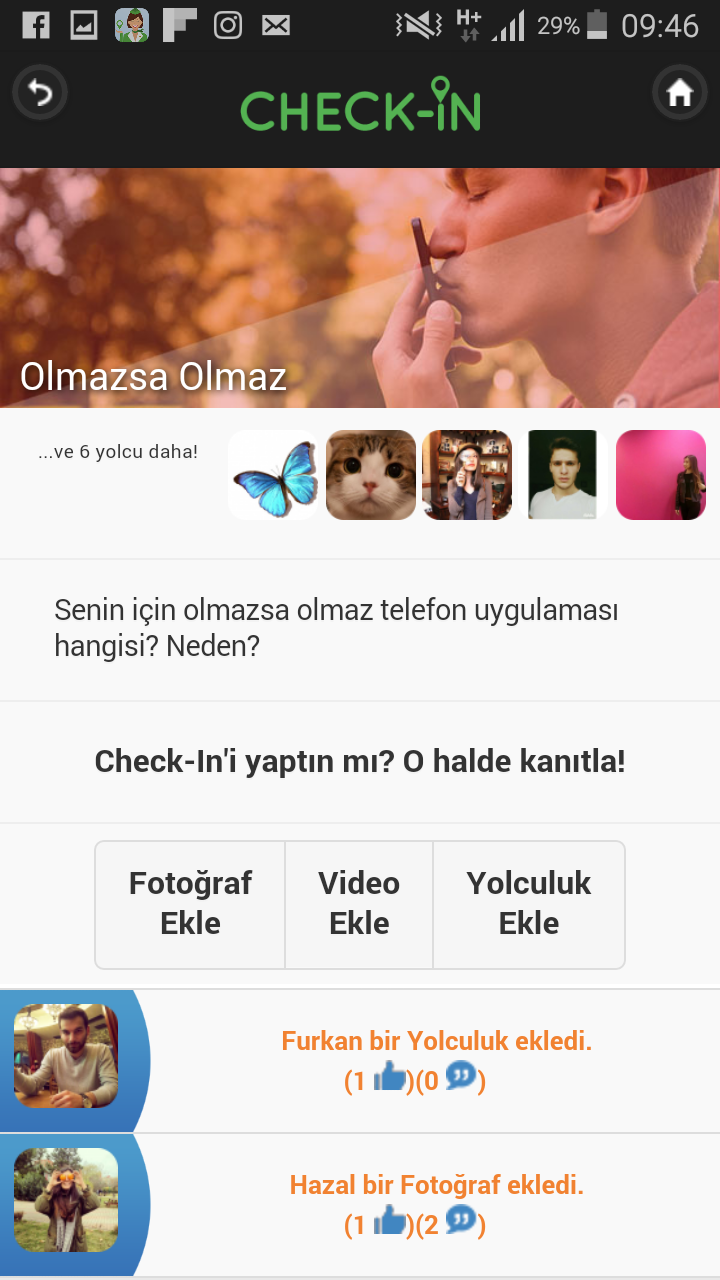 H+ 29% 09:46
CHECK-IN
Olmazsa Olmaz
...ve 6 yolcu daha!
Senin için olmazsa olmaz telefon uygulaması
hangisi? Neden?
Check-In'i yaptın mı? O halde kanıtla!
Fotoğraf
Ekle
Video
Ekle
Yolculuk
Ekle
Furkan bir Yolculuk ekledi.
(1 )(0 )
Hazal bir Fotoğraf ekledi.
(1 )(2 )